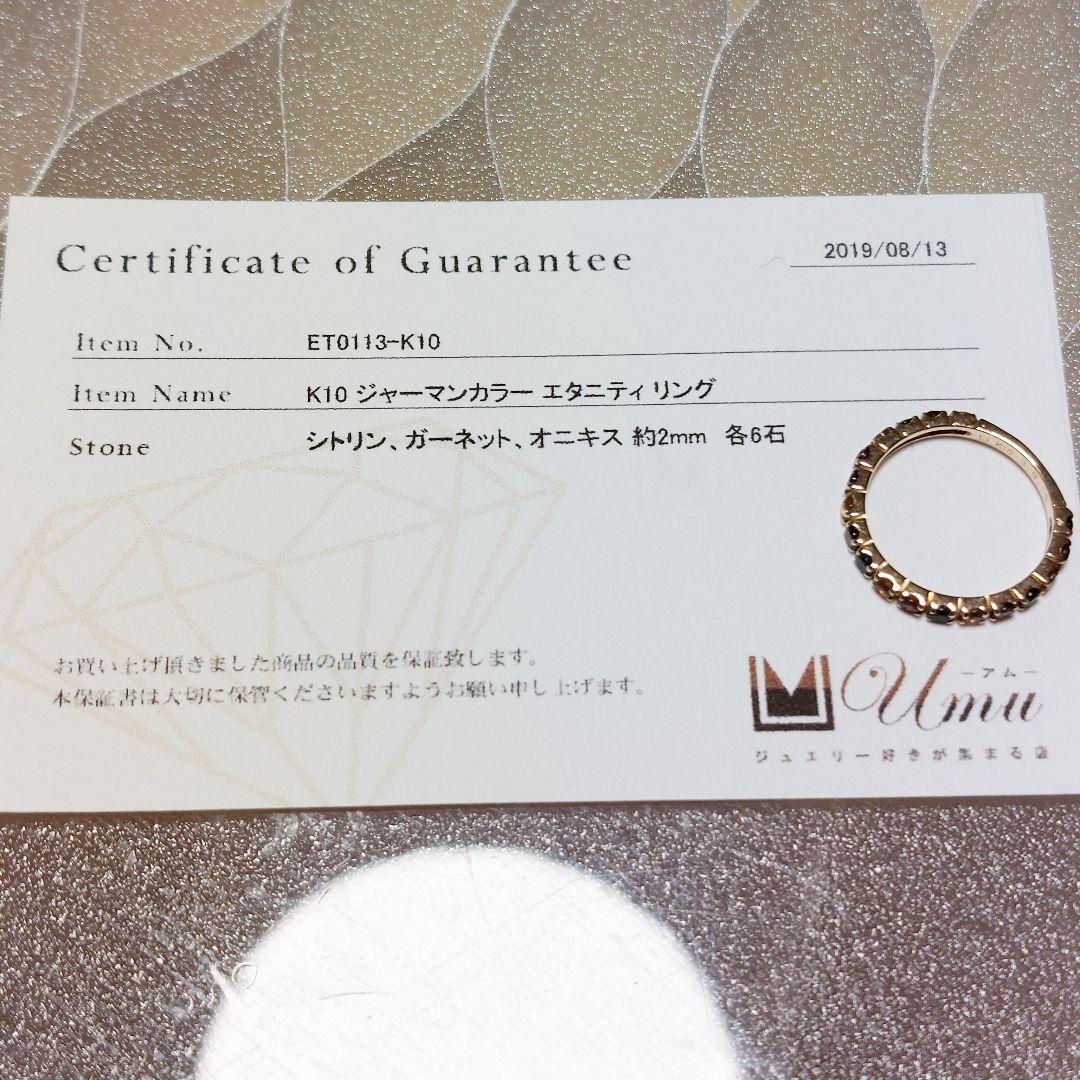 Certificate of Guarantee
2019/08/13
Item No. ET0113-K10
Item Name K10 ジャーマンカラー エタニティ リング
Stone シトリン、ガーネット、オニキス 約2mm 各6石
お買い上げ頂きました商品の品質を保証致します。
本保証書は大切に保管くださいますようお願い申し上げます。
Umu
-アム-
ジュエリー好きが集まる店